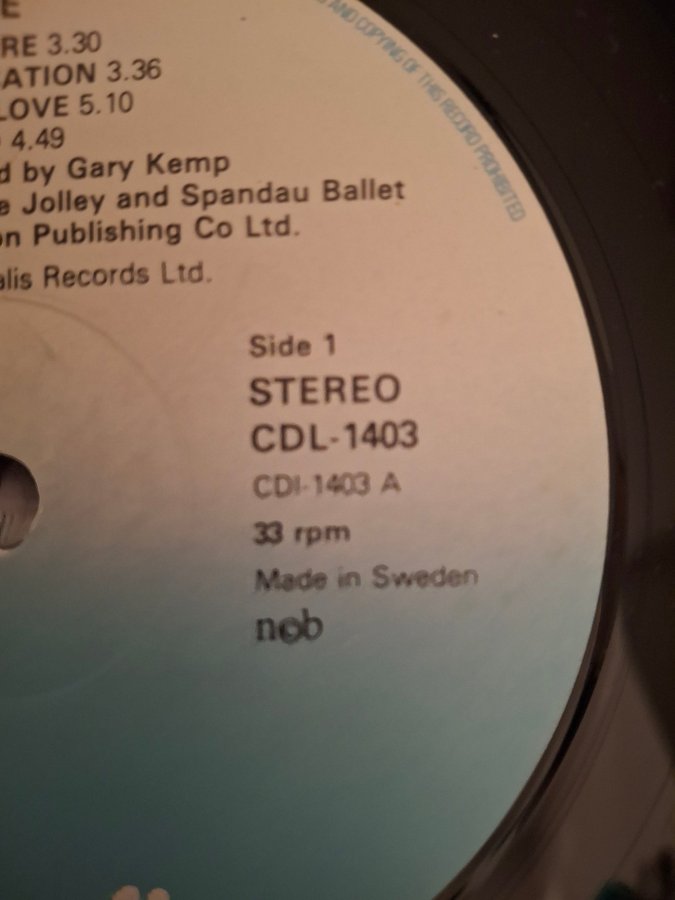 E
RE 3.30
ATION 3.36
LOVE 5.10
4.49
d by Gary Kemp
e Jolley and Spandau Ballet
on Publishing Co Ltd.
alis Records Ltd.
AND COPYING OF THIS RECORD PROHIBITED
Side 1
STEREO
CDL-1403
CDL-1403 A
33 rpm
Made in Sweden
ncb